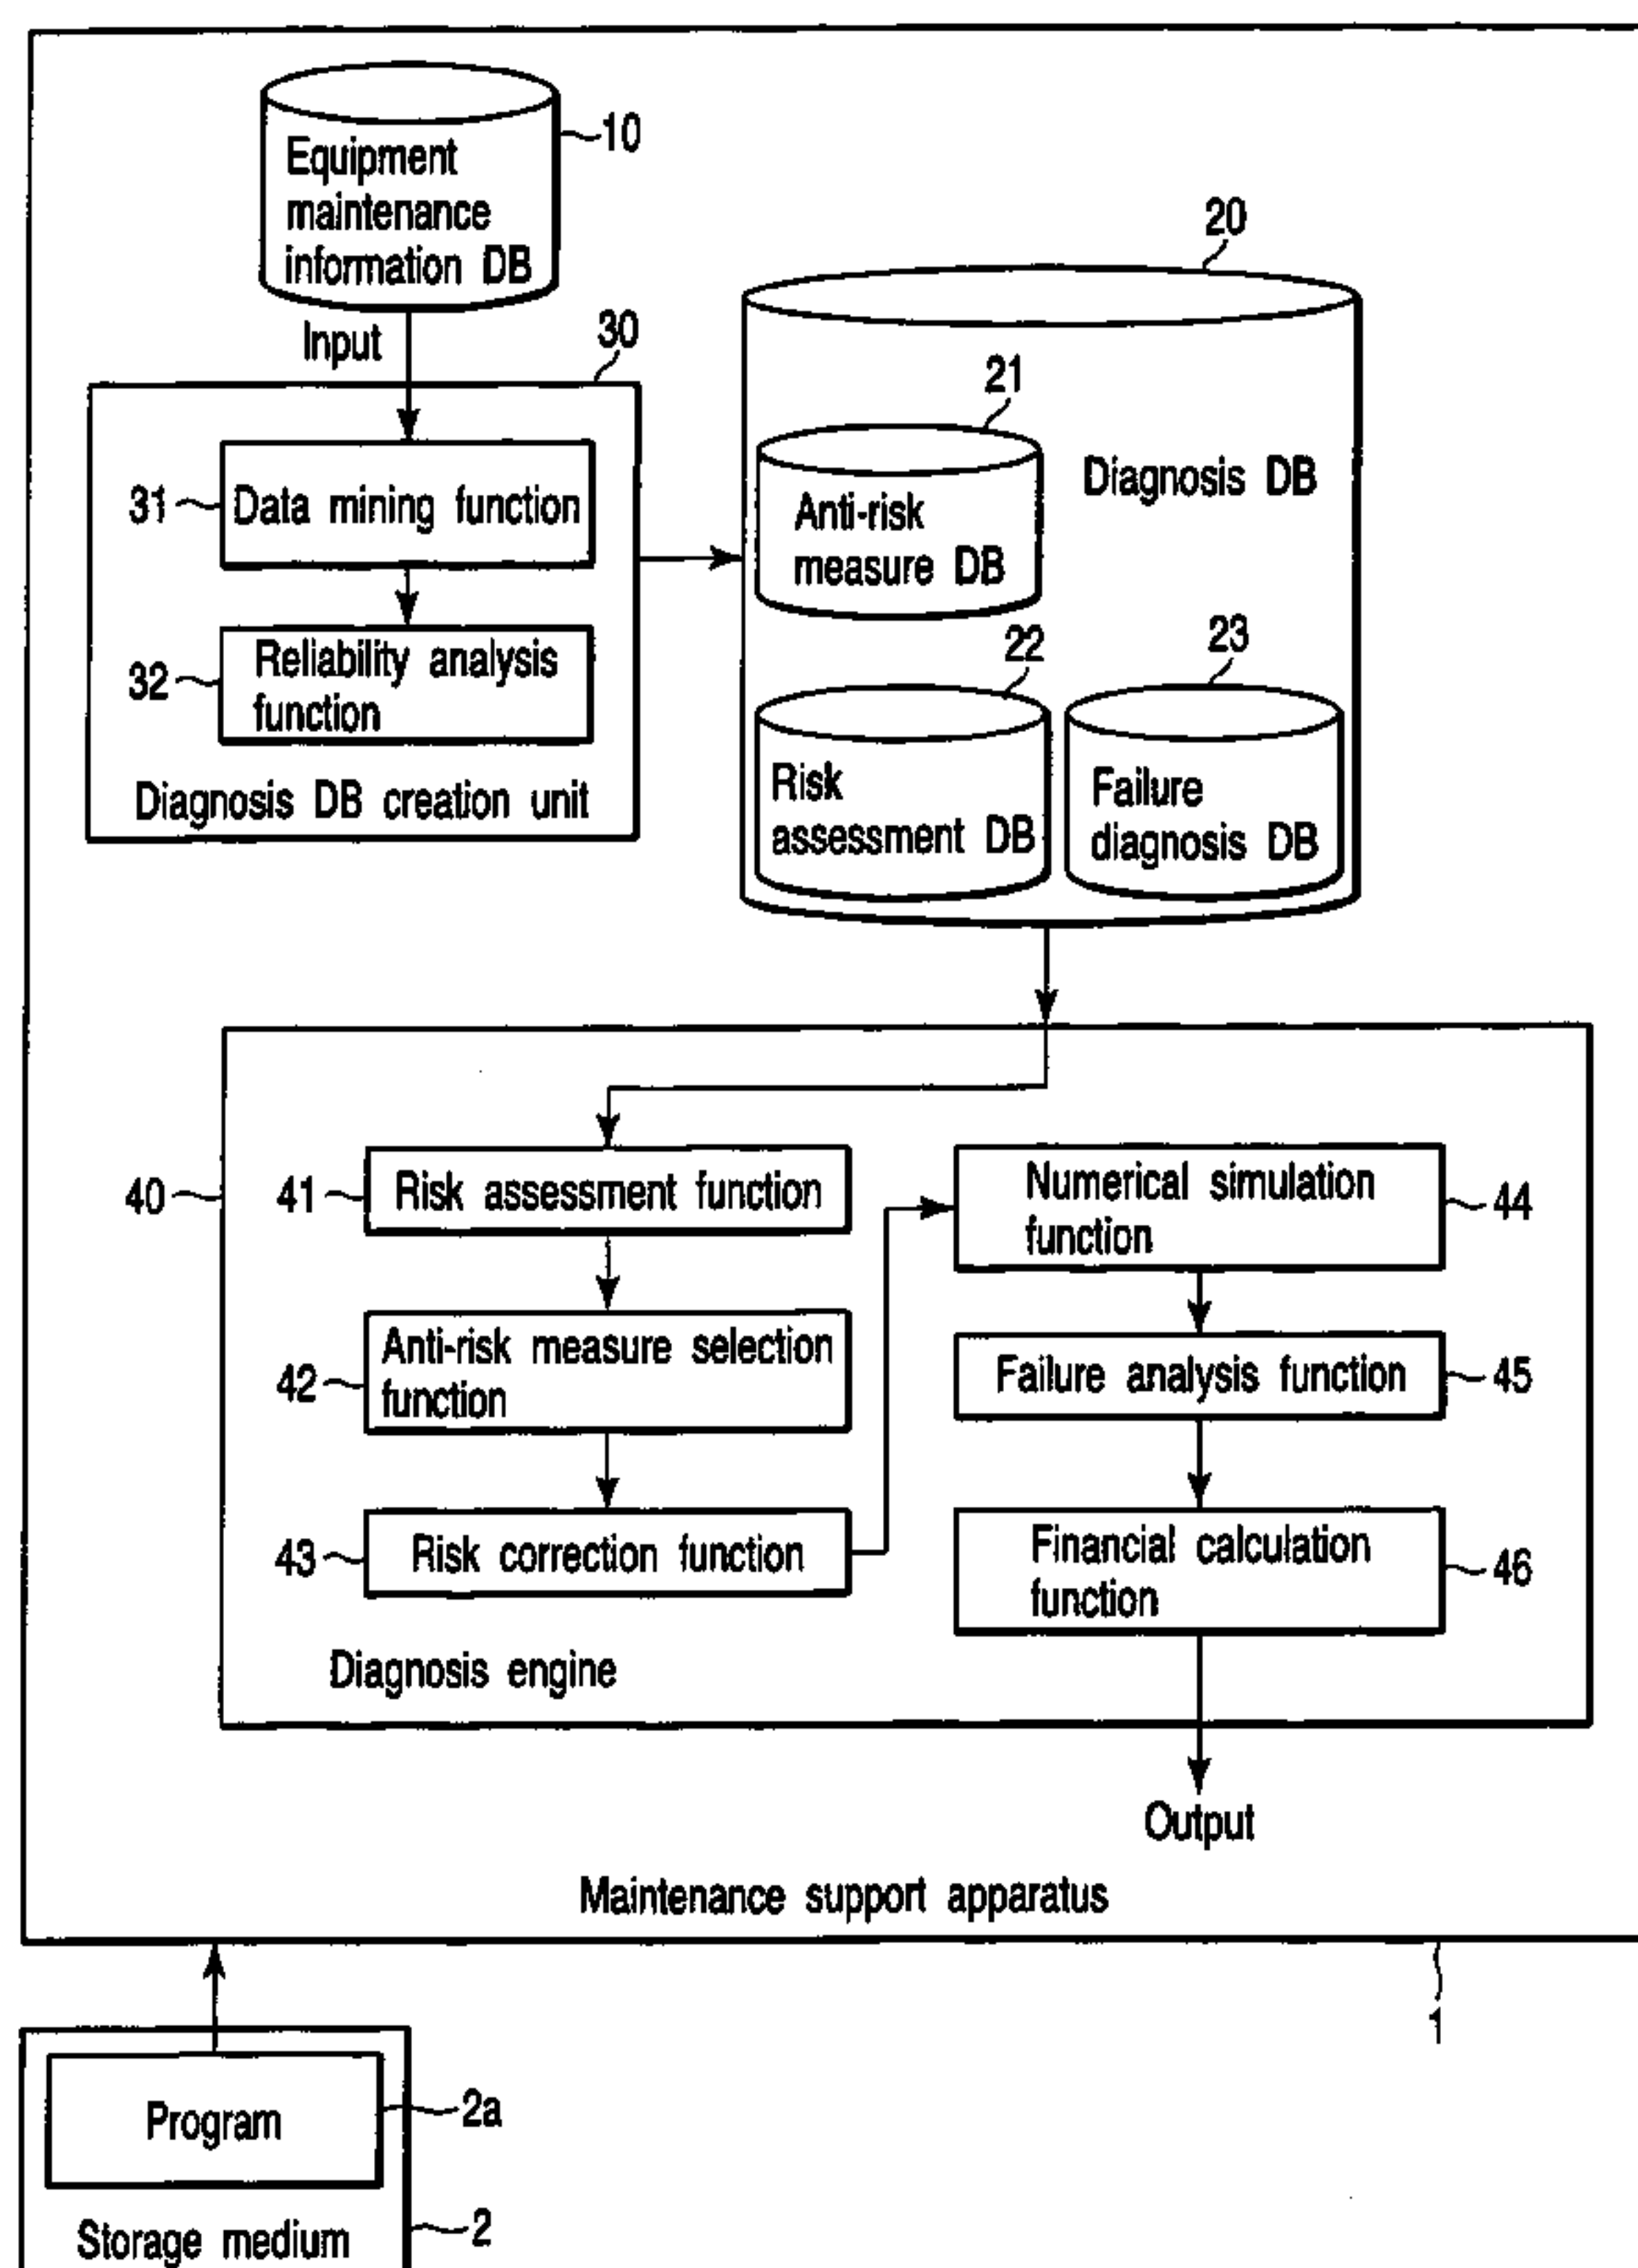 Equipment
maintenance
information DB
10
Input
30
31
Data mining function
32
Reliability analysis
function
Diagnosis DB creation unit
20
21
Diagnosis DB
Anti-risk
measure DB
22
23
Risk
assessment DB
Failure
diagnosis DB
40
41
Risk assessment function
42
Anti-risk measure selection
function
43
Risk correction function
Numerical simulation
function
44
Failure analysis function
45
Financial calculation
function
46
Diagnosis engine
Output
Maintenance support apparatus
1
Program
2a
Storage medium
2